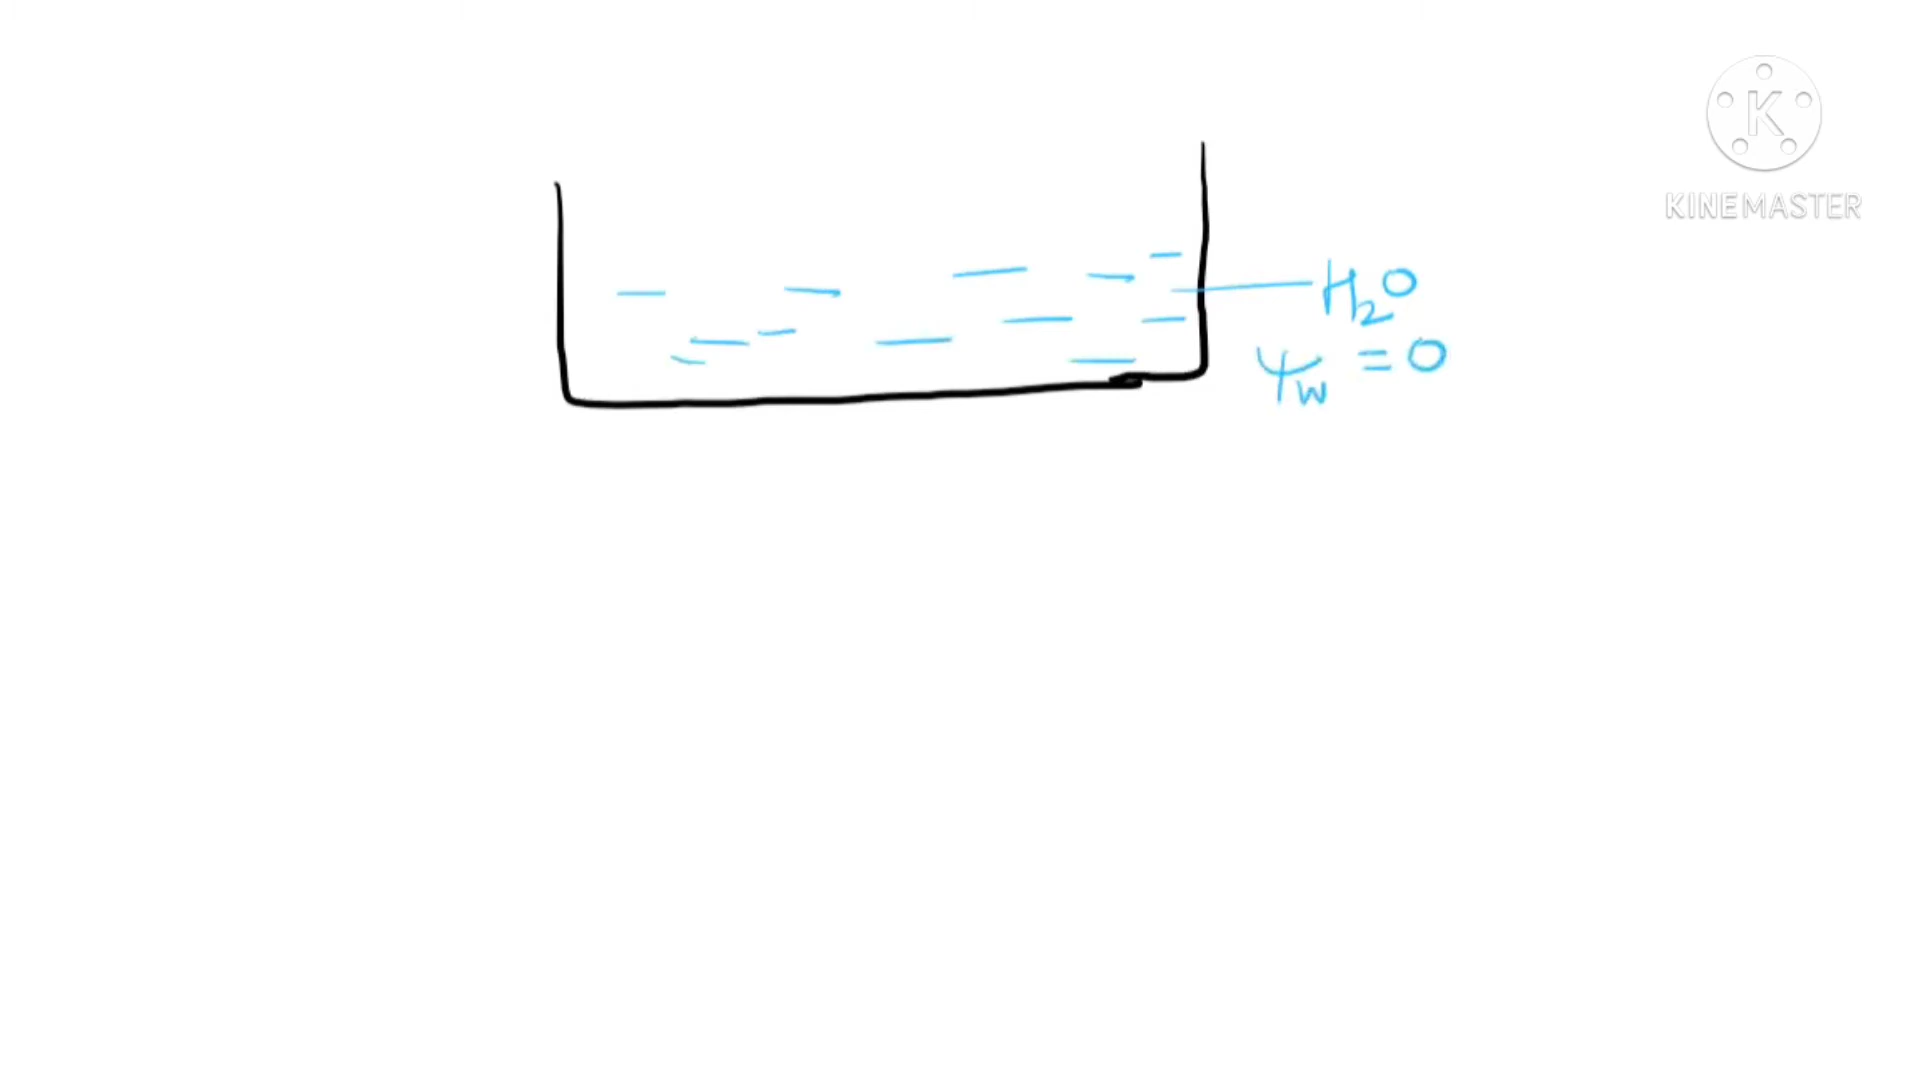 K
KINEMASTER
H₂O
Ψw = 0